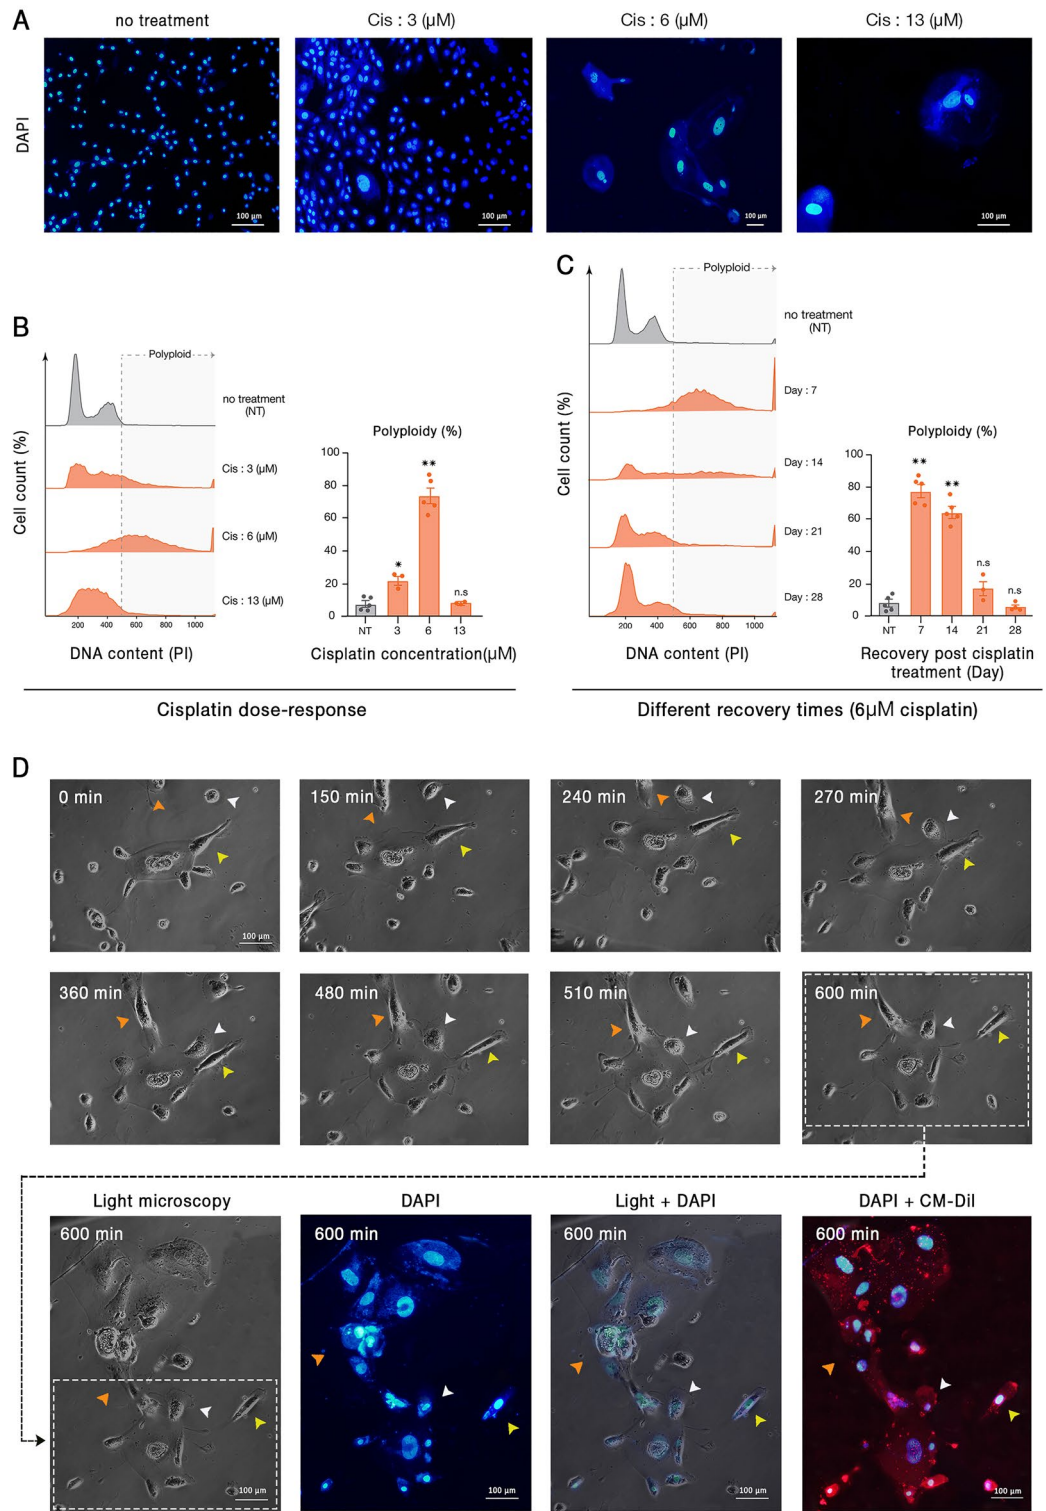 A
no treatment
Cis : 3 (µM)
Cis : 6 (µM)
Cis : 13 (µM)
DAPI
100 µm
100 µm
100 µm
100 µm
B
Cell count (%)
Polyploid
no treatment
(NT)
Cis : 3 (µM)
Cis : 6 (µM)
Cis : 13 (µM)
200 400 600 800 1000
DNA content (PI)
Polyploidy (%)
100
80
60
40
20
0
*
**
n.s
NT 3 6 13
Cisplatin concentration(µM)
Cisplatin dose-response
C
Cell count (%)
Polyploid
no treatment
(NT)
Day : 7
Day : 14
Day : 21
Day : 28
200 400 600 800 1000
DNA content (PI)
Polyploidy (%)
100
80
60
40
20
0
**
**
n.s
n.s
NT 7 14 21 28
Recovery post cisplatin
treatment (Day)
Different recovery times (6µM cisplatin)
D
0 min
100 µm
150 min
240 min
270 min
360 min
480 min
510 min
600 min
Light microscopy
DAPI
Light + DAPI
DAPI + CM-Dil
600 min
600 min
600 min
600 min
100 µm
100 µm
100 µm
100 µm